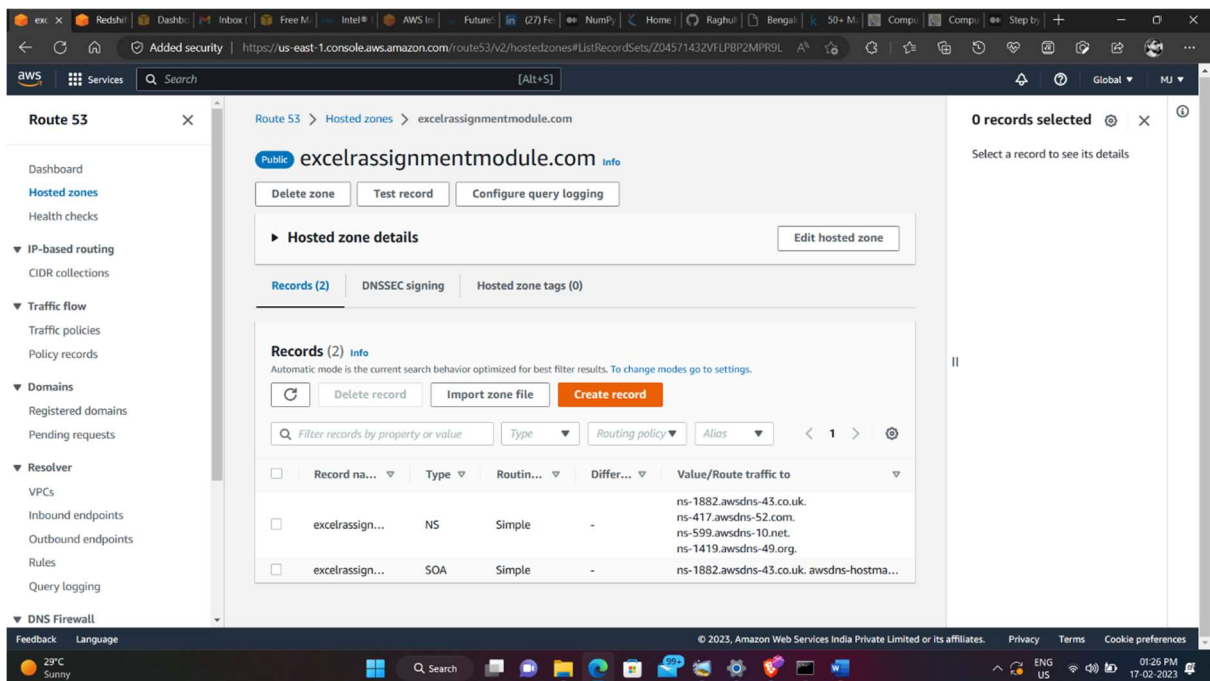 exc
Redshif
Dashbo
Inbox (
Free M
Intel®
AWS In
Future
(27) Fe
NumPy
Home |
Raghul
Bengal
50+ M
Compu
Compu
Step by
Added security
https://us-east-1.console.aws.amazon.com/route53/v2/hostedzones#ListRecordSets/Z04571432VFLPBP2MPR9L
aws
Services
Search
[Alt+S]
Global
MJ
Route 53
Dashboard
Hosted zones
Health checks
IP-based routing
CIDR collections
Traffic flow
Traffic policies
Policy records
Domains
Registered domains
Pending requests
Resolver
VPCs
Inbound endpoints
Outbound endpoints
Rules
Query logging
DNS Firewall
Route 53 > Hosted zones > excelrassignmentmodule.com
Public excelrassignmentmodule.com Info
Delete zone
Test record
Configure query logging
Hosted zone details
Edit hosted zone
Records (2)
DNSSEC signing
Hosted zone tags (0)
Records (2) Info
Automatic mode is the current search behavior optimized for best filter results. To change modes go to settings.
Delete record
Import zone file
Create record
Filter records by property or value
Type
Routing policy
Alias
1
Record na...
Type
Routin...
Differ...
Value/Route traffic to
excelrassign...
NS
Simple
-
ns-1882.awsdns-43.co.uk.
ns-417.awsdns-52.com.
ns-599.awsdns-10.net.
ns-1419.awsdns-49.org.
excelrassign...
SOA
Simple
-
ns-1882.awsdns-43.co.uk. awsdns-hostma...
0 records selected
Select a record to see its details
Feedback
Language
© 2023, Amazon Web Services India Private Limited or its affiliates.
Privacy
Terms
Cookie preferences
29°C
Sunny
Search
99+
ENG
US
01:26 PM
17-02-2023